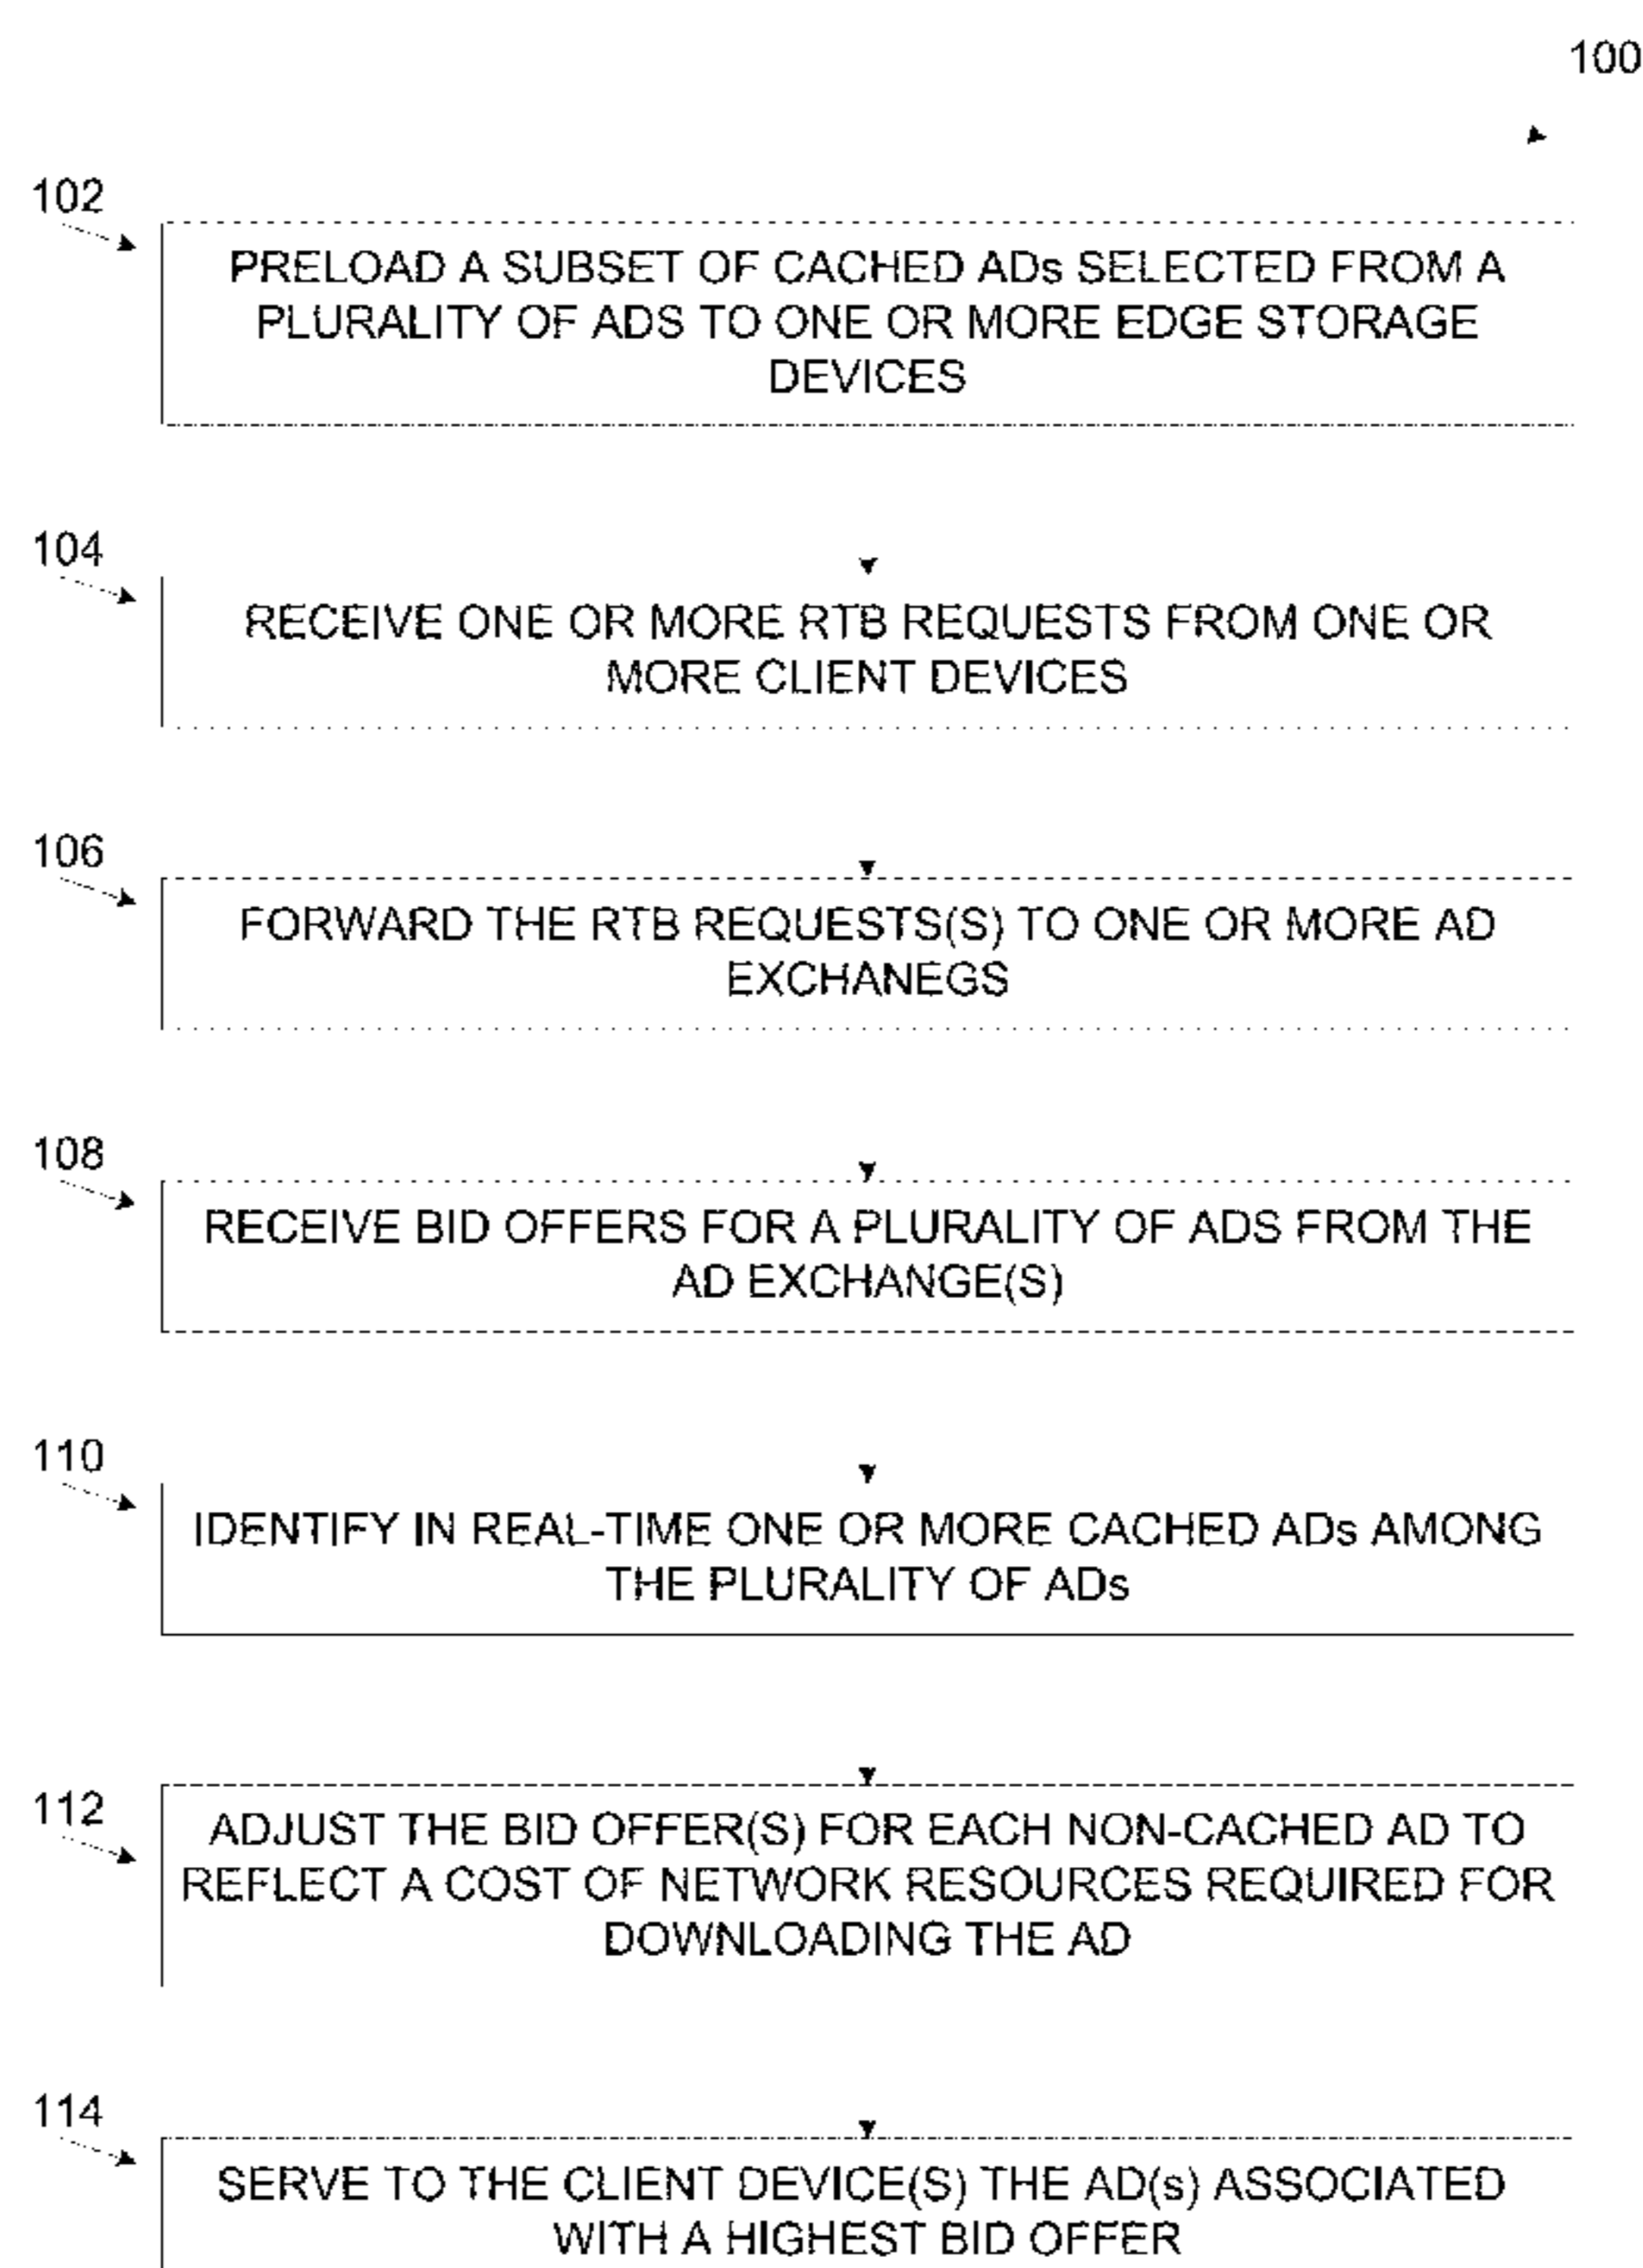 100
102
PRELOAD A SUBSET OF CACHED ADs SELECTED FROM A
PLURALITY OF ADS TO ONE OR MORE EDGE STORAGE
DEVICES
104
RECEIVE ONE OR MORE RTB REQUESTS FROM ONE OR
MORE CLIENT DEVICES
106
FORWARD THE RTB REQUESTS(S) TO ONE OR MORE AD
EXCHANEGS
108
RECEIVE BID OFFERS FOR A PLURALITY OF ADS FROM THE
AD EXCHANGE(S)
110
IDENTIFY IN REAL-TIME ONE OR MORE CACHED ADs AMONG
THE PLURALITY OF ADs
112
ADJUST THE BID OFFER(S) FOR EACH NON-CACHED AD TO
REFLECT A COST OF NETWORK RESOURCES REQUIRED FOR
DOWNLOADING THE AD
114
SERVE TO THE CLIENT DEVICE(S) THE AD(s) ASSOCIATED
WITH A HIGHEST BID OFFER